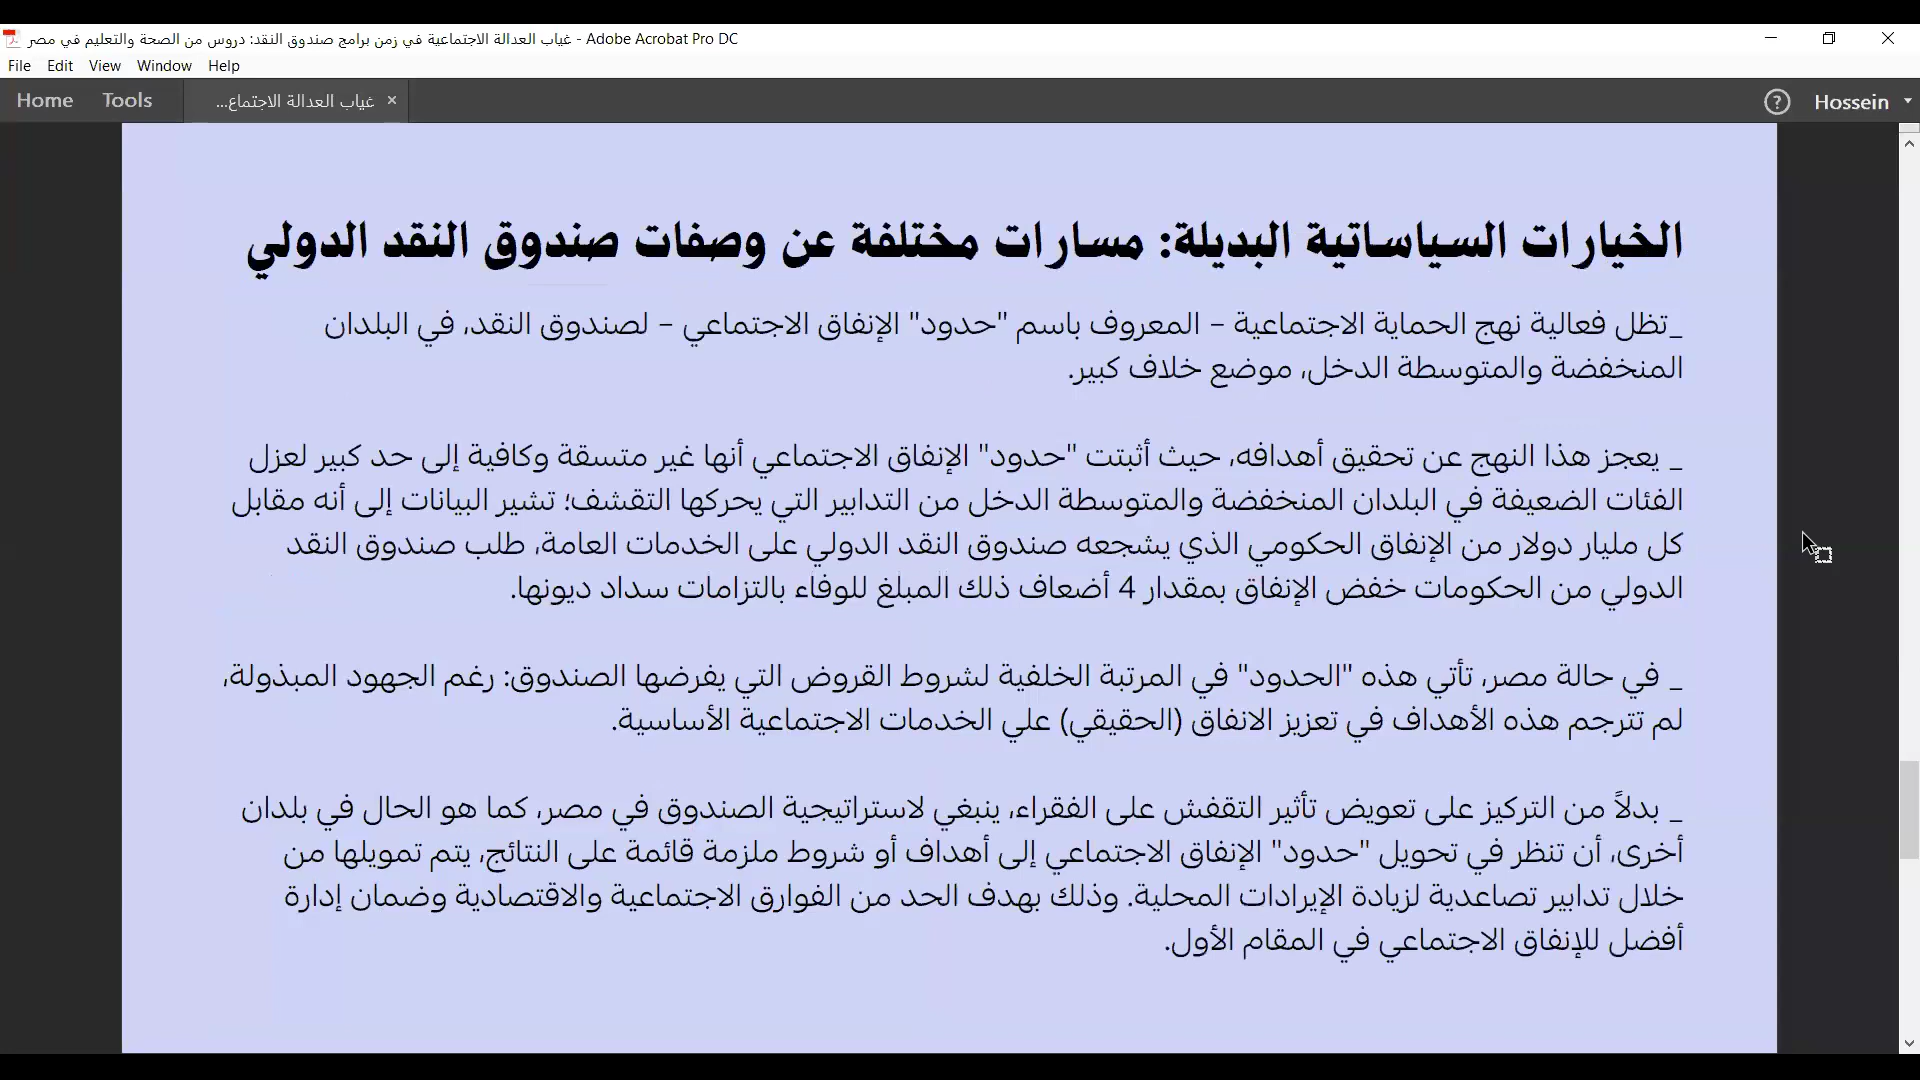 غياب العدالة الاجتماعية في زمن برامج صندوق النقد: دروس من الصحة والتعليم في مصر - Adobe Acrobat Pro DC
File Edit View Window Help
Home Tools غياب العدالة الاجتماع... × ? Hossein
الخيارات السياساتية البديلة: مسارات مختلفة عن وصفات صندوق النقد الدولي
_تظل فعالية نهج الحماية الاجتماعية – المعروف باسم "حدود" الإنفاق الاجتماعي – لصندوق النقد، في البلدان
المنخفضة والمتوسطة الدخل، موضع خلاف كبير.
_ يعجز هذا النهج عن تحقيق أهدافه، حيث أثبتت "حدود" الإنفاق الاجتماعي أنها غير متسقة وكافية إلى حد كبير لعزل
الفئات الضعيفة في البلدان المنخفضة والمتوسطة الدخل من التدابير التي يحركها التقشف؛ تشير البيانات إلى أنه مقابل
كل مليار دولار من الإنفاق الحكومي الذي يشجعه صندوق النقد الدولي على الخدمات العامة، طلب صندوق النقد
الدولي من الحكومات خفض الإنفاق بمقدار 4 أضعاف ذلك المبلغ للوفاء بالتزامات سداد ديونها.
_ في حالة مصر، تأتي هذه "الحدود" في المرتبة الخلفية لشروط القروض التي يفرضها الصندوق: رغم الجهود المبذولة،
لم تترجم هذه الأهداف في تعزيز الانفاق (الحقيقي) علي الخدمات الاجتماعية الأساسية.
_ بدلاً من التركيز على تعويض تأثير التقفش على الفقراء، ينبغي لاستراتيجية الصندوق في مصر، كما هو الحال في بلدان
أخرى، أن تنظر في تحويل "حدود" الإنفاق الاجتماعي إلى أهداف أو شروط ملزمة قائمة على النتائج، يتم تمويلها من
خلال تدابير تصاعدية لزيادة الإيرادات المحلية. وذلك بهدف الحد من الفوارق الاجتماعية والاقتصادية وضمان إدارة
أفضل للإنفاق الاجتماعي في المقام الأول.